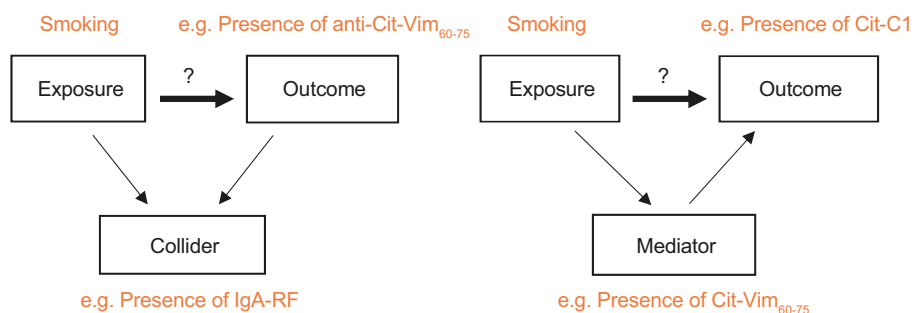 Smoking
e.g. Presence of anti-Cit-Vim60-75
?
Exposure
Outcome
Collider
e.g. Presence of IgA-RF
Smoking
e.g. Presence of Cit-C1
?
Exposure
Outcome
Mediator
e.g. Presence of Cit-Vim60-75